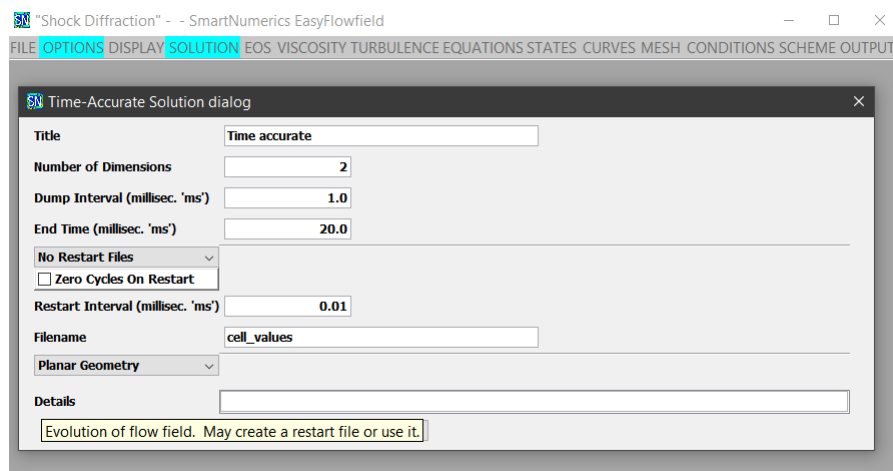 SN "Shock Diffraction" - - SmartNumerics EasyFlowfield
FILE OPTIONS DISPLAY SOLUTION EOS VISCOSITY TURBULENCE EQUATIONS STATES CURVES MESH CONDITIONS SCHEME OUTPUT
SN Time-Accurate Solution dialog
Title Time accurate
Number of Dimensions 2
Dump Interval (millisec. 'ms') 1.0
End Time (millisec. 'ms') 20.0
No Restart Files
Zero Cycles On Restart
Restart Interval (millisec. 'ms') 0.01
Filename cell_values
Planar Geometry
Details
Evolution of flow field. May create a restart file or use it.